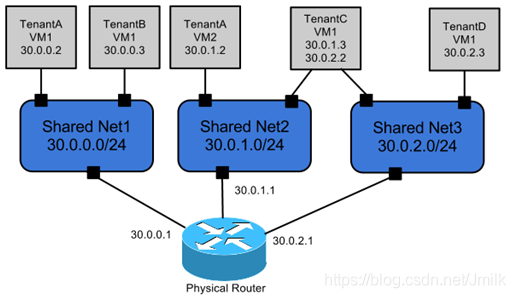 TenantA
VM1
30.0.0.2
TenantB
VM1
30.0.0.3
TenantA
VM2
30.0.1.2
TenantC
VM1
30.0.1.3
30.0.2.2
TenantD
VM1
30.0.2.3
Shared Net1
30.0.0.0/24
Shared Net2
30.0.1.0/24
Shared Net3
30.0.2.0/24
30.0.1.1
30.0.0.1
30.0.2.1
Physical Router
https://blog.csdn.net/Jmilk